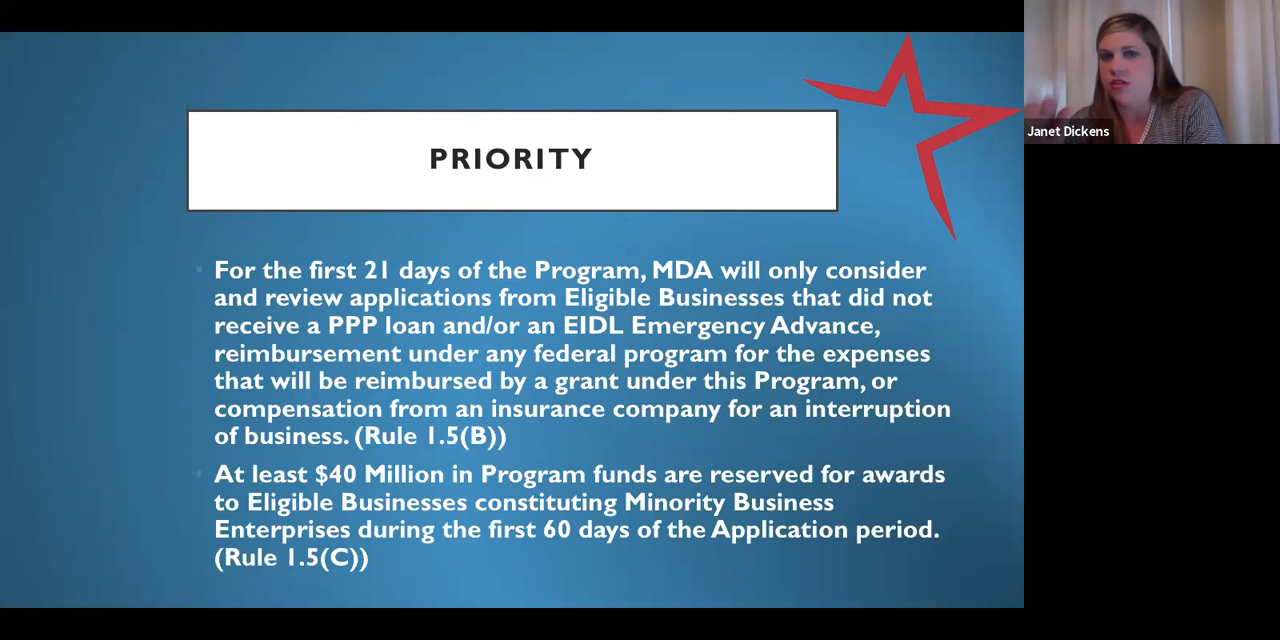 PRIORITY
Janet Dickens
• For the first 21 days of the Program, MDA will only consider
and review applications from Eligible Businesses that did not
receive a PPP loan and/or an EIDL Emergency Advance,
reimbursement under any federal program for the expenses
that will be reimbursed by a grant under this Program, or
compensation from an insurance company for an interruption
of business. (Rule 1.5(B))
• At least $40 Million in Program funds are reserved for awards
to Eligible Businesses constituting Minority Business
Enterprises during the first 60 days of the Application period.
(Rule 1.5(C))